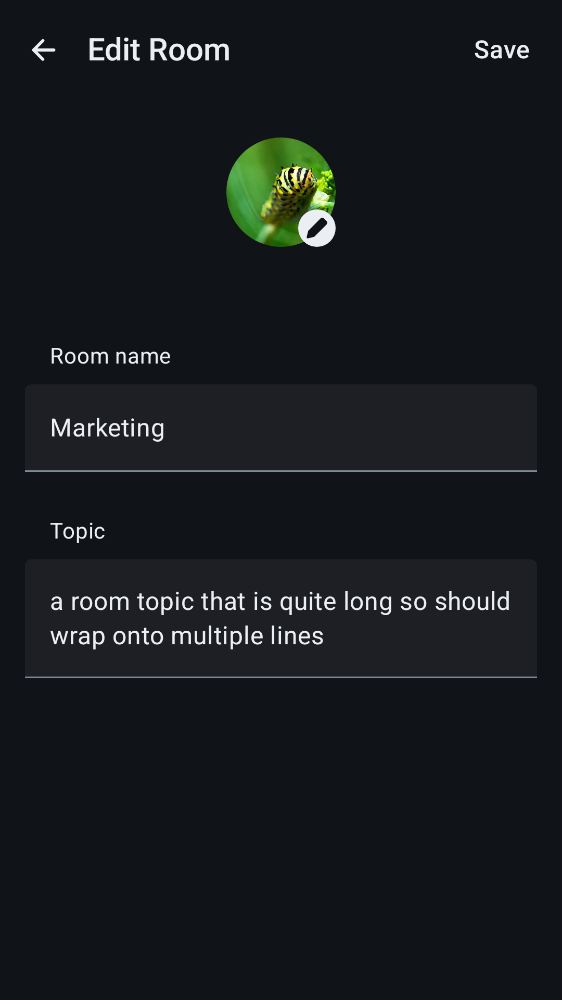 Edit Room
Save
Room name
Marketing
Topic
a room topic that is quite long so should
wrap onto multiple lines